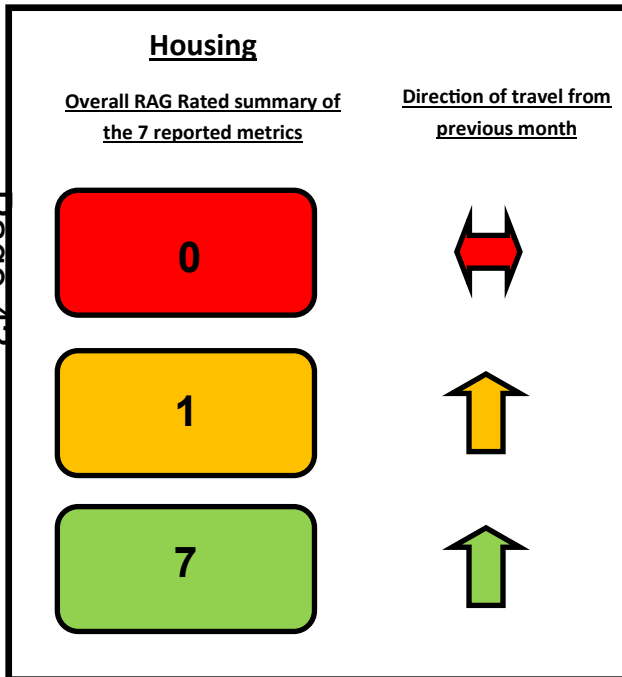 Housing
Overall RAG Rated summary of
the 7 reported metrics
Direction of travel from
previous month
0
1
7